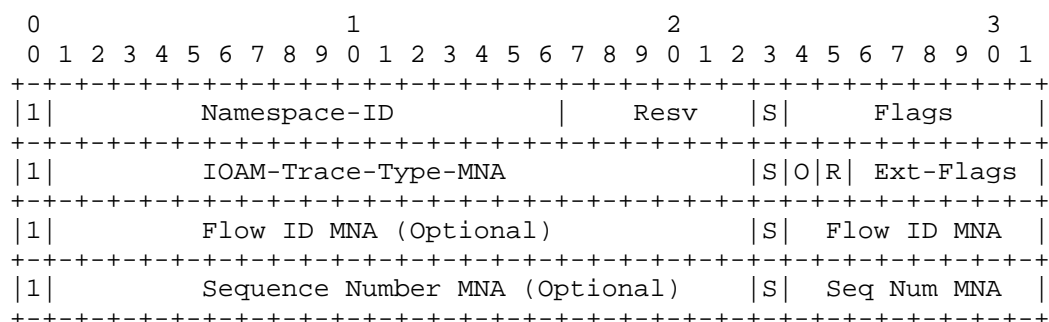 0                   1                   2                   3
 0 1 2 3 4 5 6 7 8 9 0 1 2 3 4 5 6 7 8 9 0 1 2 3 4 5 6 7 8 9 0 1
+-+-+-+-+-+-+-+-+-+-+-+-+-+-+-+-+-+-+-+-+-+-+-+-+-+-+-+-+-+-+-+-+
|1|         Namespace-ID          |    Resv   |S|     Flags     |
+-+-+-+-+-+-+-+-+-+-+-+-+-+-+-+-+-+-+-+-+-+-+-+-+-+-+-+-+-+-+-+-+
|1|         IOAM-Trace-Type-MNA               |S|O|R| Ext-Flags |
+-+-+-+-+-+-+-+-+-+-+-+-+-+-+-+-+-+-+-+-+-+-+-+-+-+-+-+-+-+-+-+-+
|1|         Flow ID MNA (Optional)            |S|  Flow ID MNA  |
+-+-+-+-+-+-+-+-+-+-+-+-+-+-+-+-+-+-+-+-+-+-+-+-+-+-+-+-+-+-+-+-+
|1|         Sequence Number MNA (Optional)    |S|  Seq Num MNA  |
+-+-+-+-+-+-+-+-+-+-+-+-+-+-+-+-+-+-+-+-+-+-+-+-+-+-+-+-+-+-+-+-+